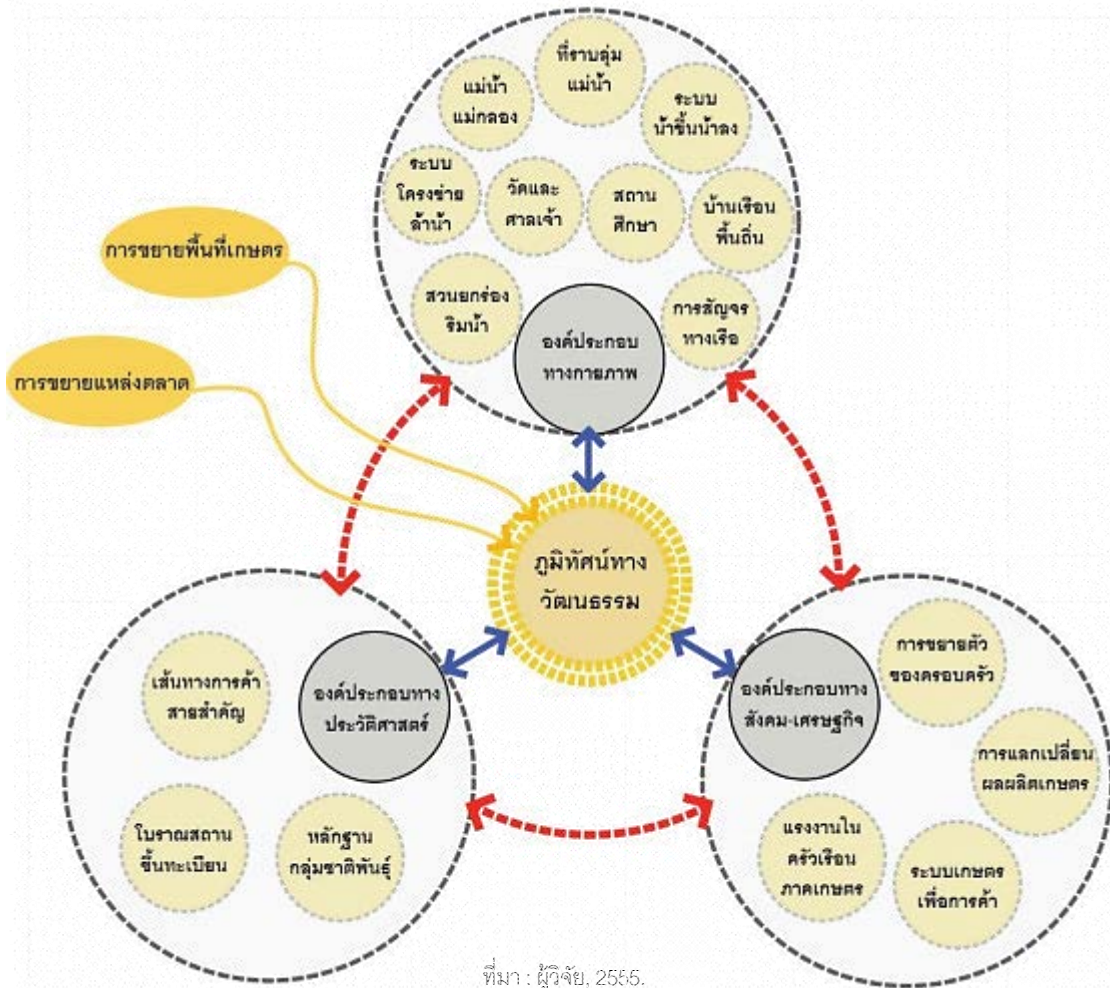 ที่ราบลุ่ม
แม่น้ำ
แม่น้ำ
แม่กลอง
ระบบ
น้ำขึ้นน้ำลง
ระบบ
โครงข่าย
ลำน้ำ
วัดและ
ศาลเจ้า
สถาน
ศึกษา
บ้านเรือน
พื้นถิ่น
สวนยกร่อง
ริมน้ำ
องค์ประกอบ
ทางกายภาพ
การสัญจร
ทางเรือ
การขยายพื้นที่เกษตร
การขยายแหล่งตลาด
ภูมิทัศน์ทาง
วัฒนธรรม
เส้นทางการค้า
สายสำคัญ
องค์ประกอบทาง
ประวัติศาสตร์
โบราณสถาน
ขึ้นทะเบียน
หลักฐาน
กลุ่มชาติพันธุ์
องค์ประกอบทาง
สังคม-เศรษฐกิจ
การขยายตัว
ของครอบครัว
การแลกเปลี่ยน
ผลผลิตเกษตร
แรงงานใน
ครัวเรือน
ภาคเกษตร
ระบบเกษตร
เพื่อการค้า
ที่มา : ผู้วิจัย, 2555.